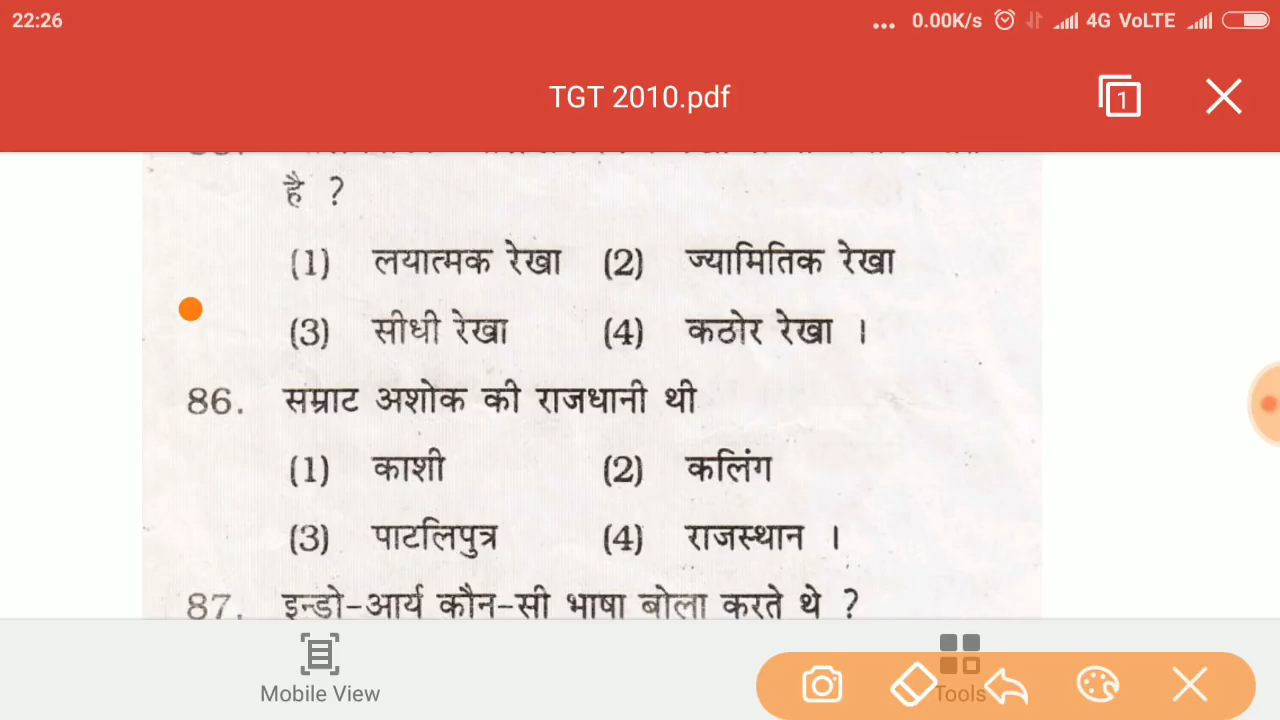 22:26 ... 0.00K/s 4G VoLTE
TGT 2010.pdf 1
है ?
(1) लयात्मक रेखा (2) ज्यामितिक रेखा
(3) सीधी रेखा (4) कठोर रेखा ।
86. सम्राट अशोक की राजधानी थी
(1) काशी (2) कलिंग
(3) पाटलिपुत्र (4) राजस्थान ।
87. इन्डो-आर्य कौन-सी भाषा बोला करते थे ?
Mobile View Tools